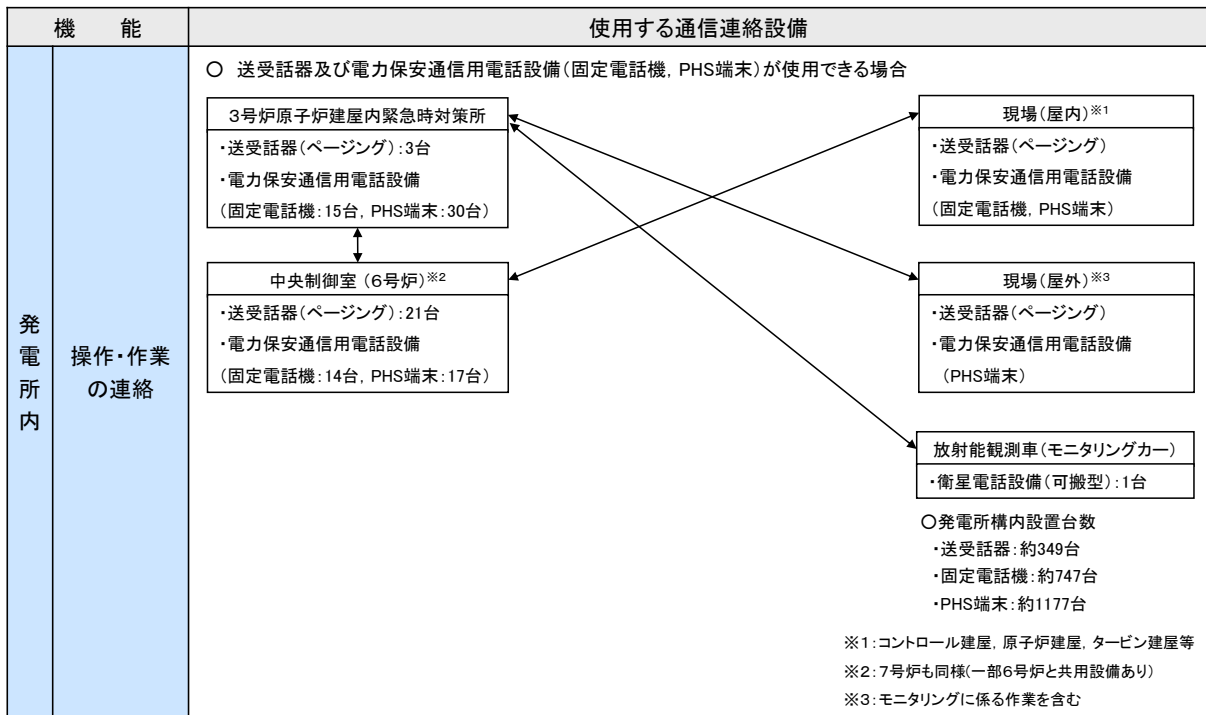 機　能
使用する通信連絡設備
発電所内
操作・作業
の連絡
○ 送受話器及び電力保安通信用電話設備(固定電話機, PHS端末)が使用できる場合
3号炉原子炉建屋内緊急時対策所
・送受話器(ページング):3台
・電力保安通信用電話設備
(固定電話機:15台, PHS端末:30台)
中央制御室 (6号炉)※2
・送受話器(ページング):21台
・電力保安通信用電話設備
(固定電話機:14台, PHS端末:17台)
現場(屋内)※1
・送受話器(ページング)
・電力保安通信用電話設備
(固定電話機, PHS端末)
現場(屋外)※3
・送受話器(ページング)
・電力保安通信用電話設備
(PHS端末)
放射能観測車(モニタリングカー)
・衛星電話設備(可搬型):1台
○発電所構内設置台数
・送受話器:約349台
・固定電話機:約747台
・PHS端末:約1177台
※1:コントロール建屋, 原子炉建屋, タービン建屋等
※2:7号炉も同様(一部6号炉と共用設備あり)
※3:モニタリングに係る作業を含む